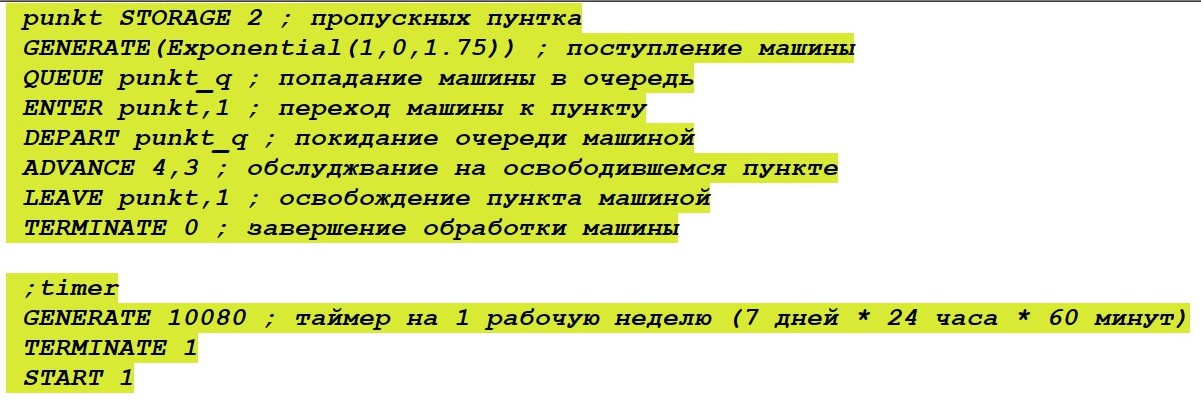 punkt STORAGE 2 ; пропускных пунтка
GENERATE(Exponential(1,0,1.75)) ; поступление машины
QUEUE punkt_q ; попадание машины в очередь
ENTER punkt,1 ; переход машины к пункту
DEPART punkt_q ; покидание очереди машиной
ADVANCE 4,3 ; обслуджвание на освободившемся пункте
LEAVE punkt,1 ; освобождение пункта машиной
TERMINATE 0 ; завершение обработки машины
;timer
GENERATE 10080 ; таймер на 1 рабочую неделю (7 дней * 24 часа * 60 минут)
TERMINATE 1
START 1